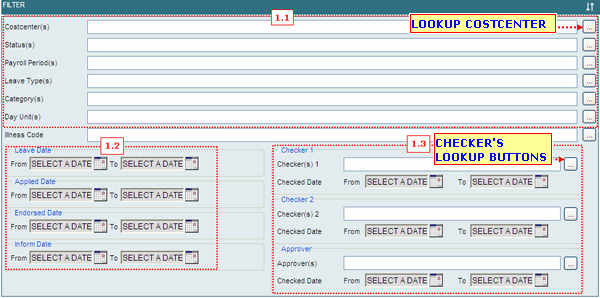 FILTER
1.1
Costcenter(s)
LOOKUP COSTCENTER
...
Status(s)
...
Payroll Period(s)
...
Leave Type(s)
...
Category(s)
...
Day Unit(s)
...
Illness Code
...
1.2
Leave Date
From SELECT A DATE To SELECT A DATE
Applied Date
From SELECT A DATE To SELECT A DATE
Endorsed Date
From SELECT A DATE To SELECT A DATE
Inform Date
From SELECT A DATE To SELECT A DATE
1.3
CHECKER'S
LOOKUP BUTTONS
Checker 1
Checker(s) 1
...
Checked Date From SELECT A DATE To SELECT A DATE
Checker 2
Checker(s) 2
...
Checked Date From SELECT A DATE To SELECT A DATE
Approver
Approver(s)
...
Checked Date From SELECT A DATE To SELECT A DATE